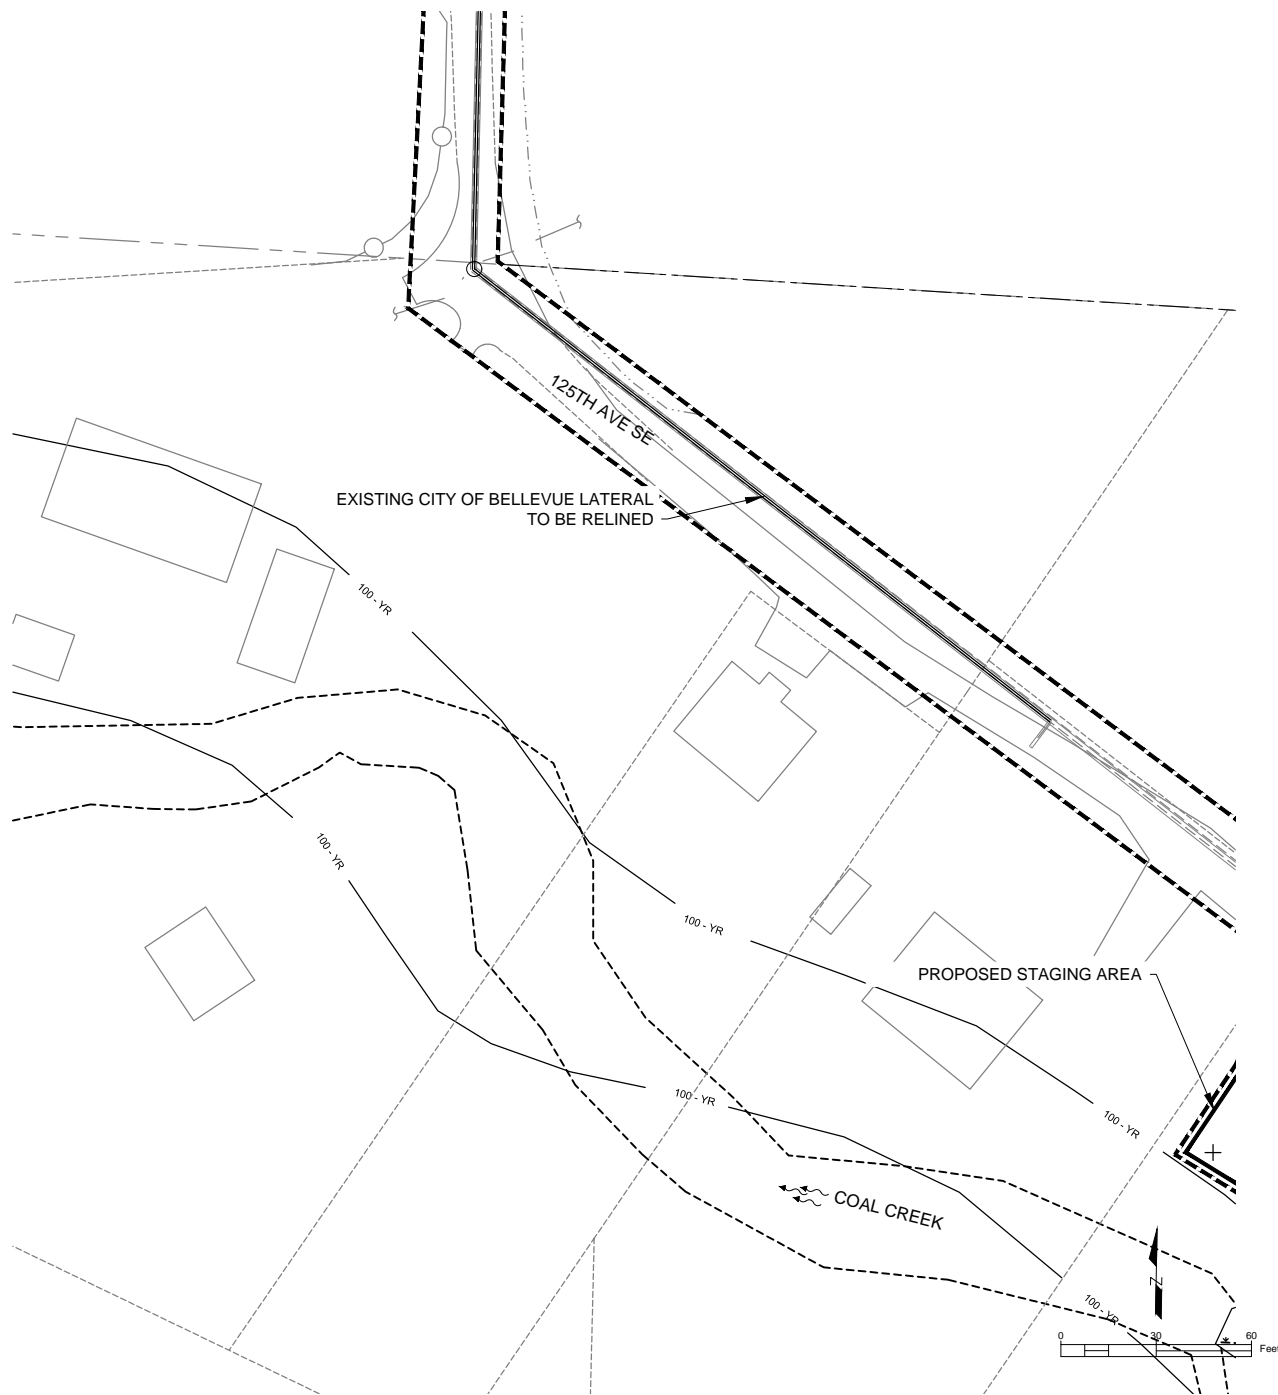 125TH AVE SE
EXISTING CITY OF BELLEVUE LATERAL
TO BE RELINED
100 - YR
100 - YR
100 - YR
PROPOSED STAGING AREA
100 - YR
100 - YR
COAL CREEK
N
100 - YR
0 30 60
Feet